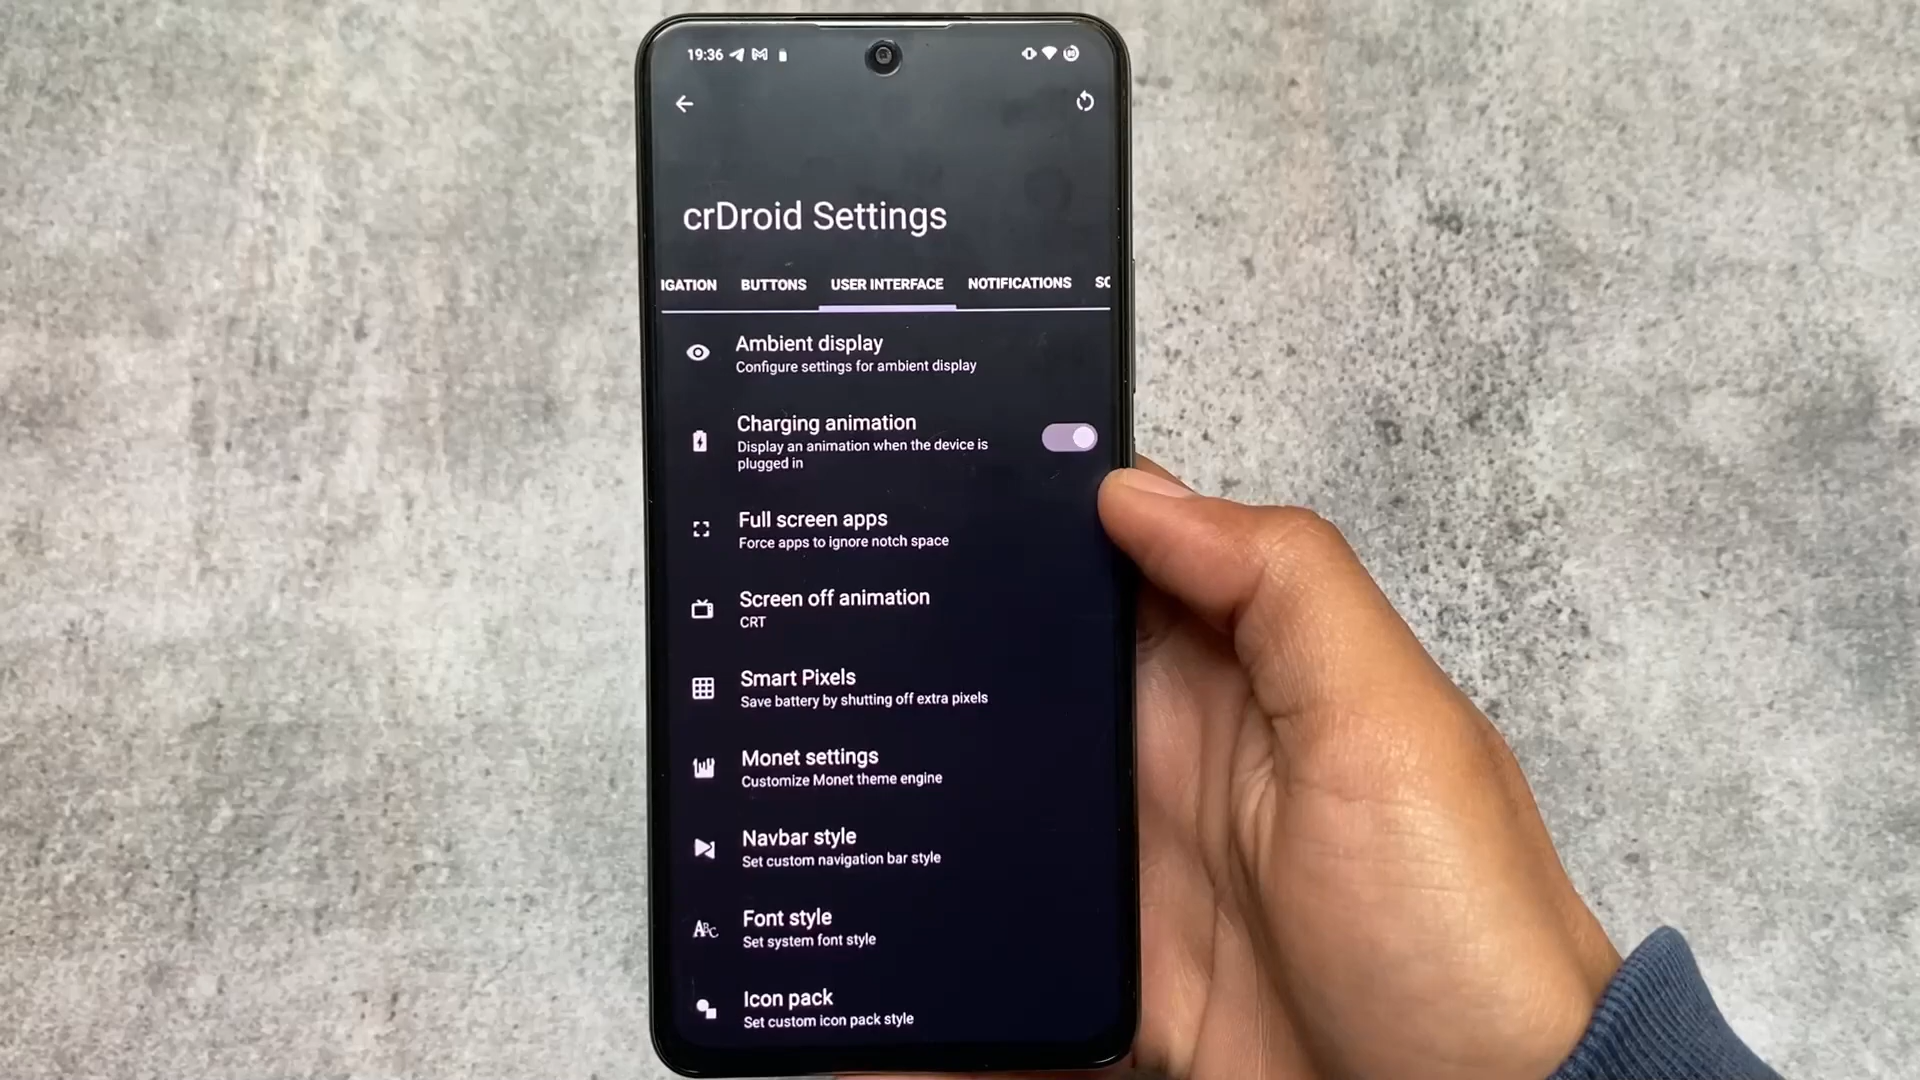 19:36
crDroid Settings
IGATION BUTTONS USER INTERFACE NOTIFICATIONS SC
Ambient display
Configure settings for ambient display
Charging animation
Display an animation when the device is
plugged in
Full screen apps
Force apps to ignore notch space
Screen off animation
CRT
Smart Pixels
Save battery by shutting off extra pixels
Monet settings
Customize Monet theme engine
Navbar style
Set custom navigation bar style
Font style
Set system font style
Icon pack
Set custom icon pack style